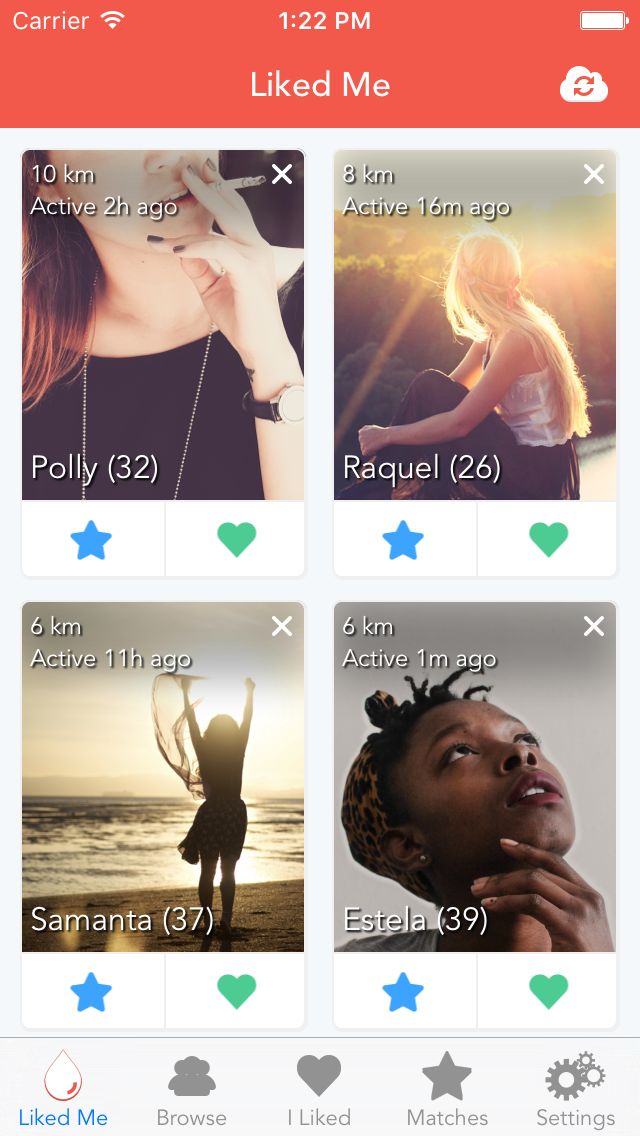 Carrier 1:22 PM
Liked Me
10 km
Active 2h ago
Polly (32)
8 km
Active 16m ago
Raquel (26)
6 km
Active 11h ago
Samanta (37)
6 km
Active 1m ago
Estela (39)
Liked Me Browse I Liked Matches Settings